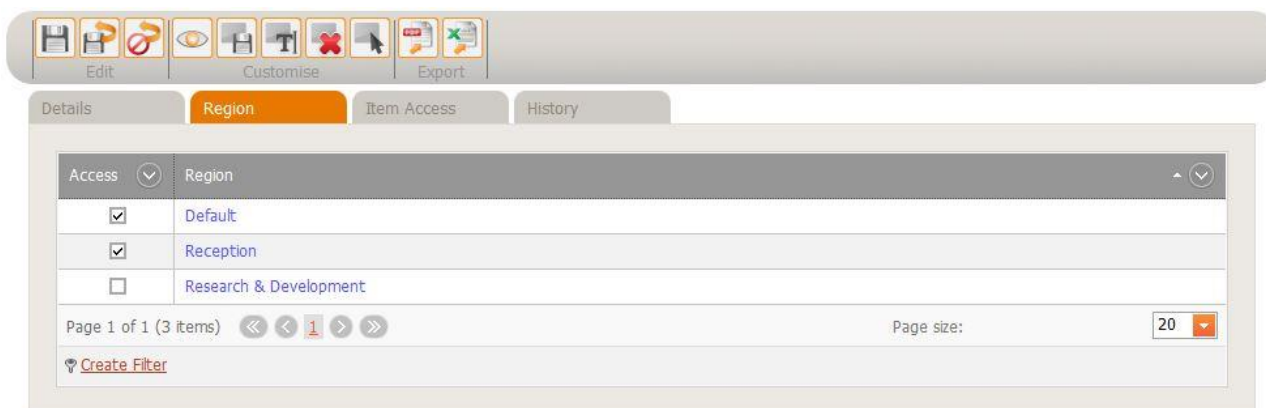 Edit Customise Export
Details Region Item Access History
Access Region
Default
Reception
Research & Development
Page 1 of 1 (3 items) 1 Page size: 20
Create Filter